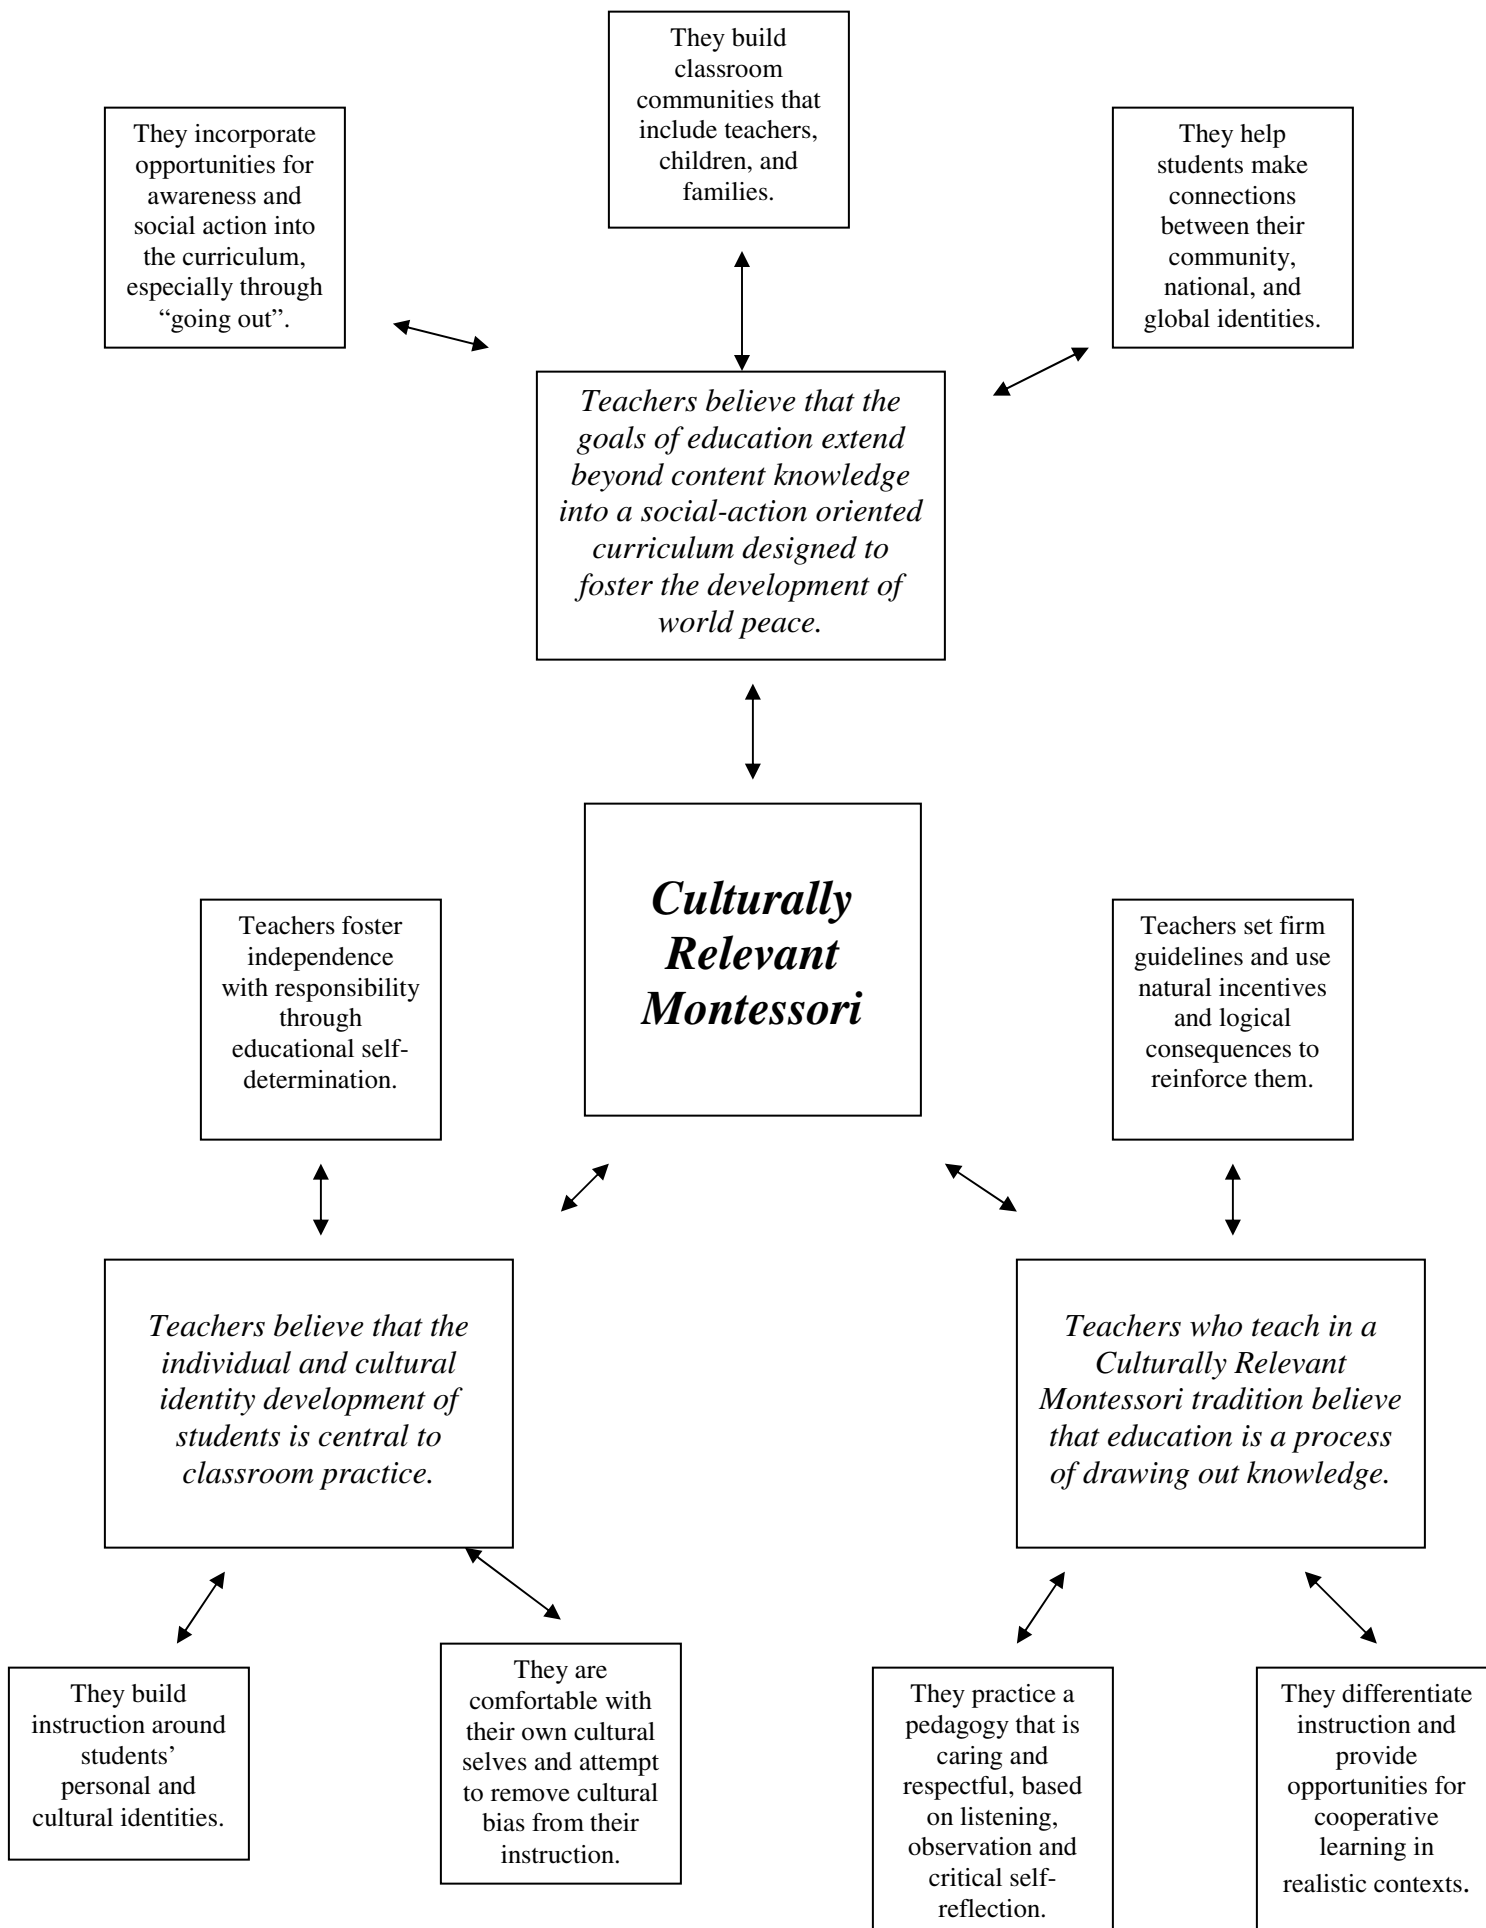 They build
classroom
communities that
include teachers,
children, and
families.
They incorporate
opportunities for
awareness and
social action into
the curriculum,
especially through
“going out”.
They help
students make
connections
between their
community,
national, and
global identities.
Teachers believe that the
goals of education extend
beyond content knowledge
into a social-action oriented
curriculum designed to
foster the development of
world peace.
Culturally
Relevant
Montessori
Teachers foster
independence
with responsibility
through
educational self-
determination.
Teachers set firm
guidelines and use
natural incentives
and logical
consequences to
reinforce them.
Teachers believe that the
individual and cultural
identity development of
students is central to
classroom practice.
Teachers who teach in a
Culturally Relevant
Montessori tradition believe
that education is a process
of drawing out knowledge.
They build
instruction around
students’
personal and
cultural identities.
They are
comfortable with
their own cultural
selves and attempt
to remove cultural
bias from their
instruction.
They practice a
pedagogy that is
caring and
respectful, based
on listening,
observation and
critical self-
reflection.
They differentiate
instruction and
provide
opportunities for
cooperative
learning in
realistic contexts.